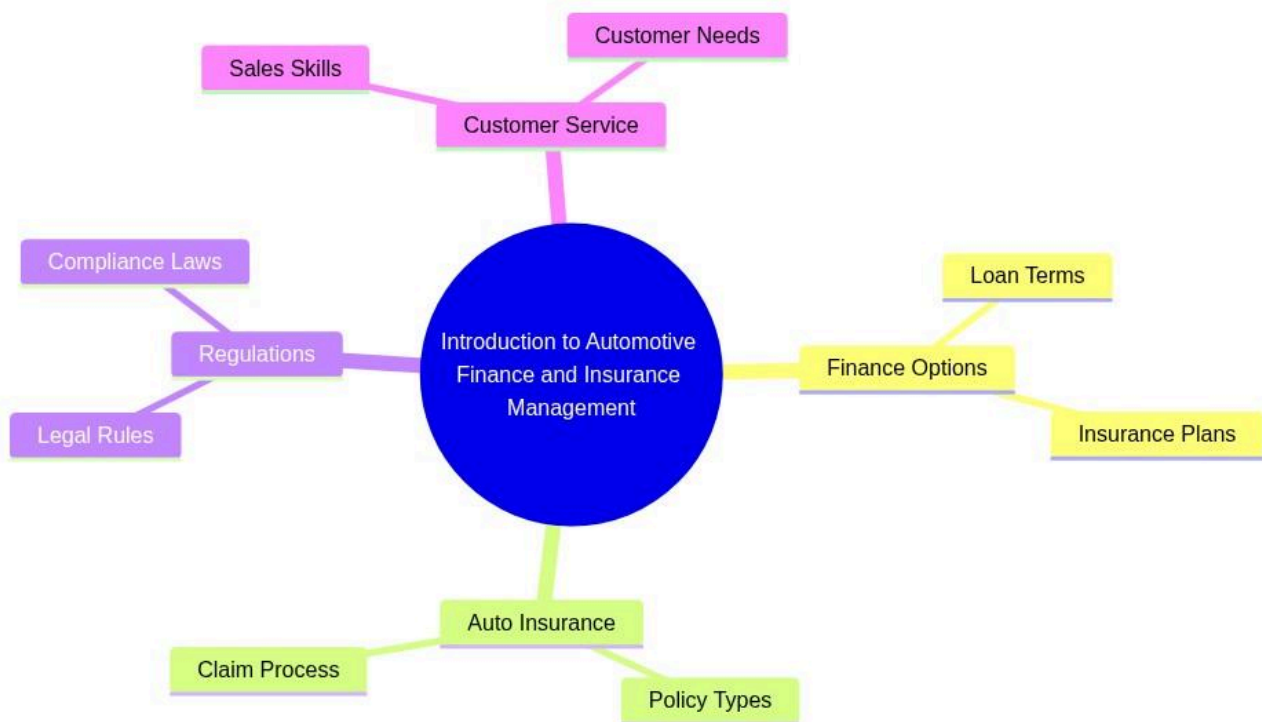 Customer Needs
Sales Skills
Customer Service
Compliance Laws
Loan Terms
Introduction to Automotive
Finance and Insurance
Management
Regulations
Finance Options
Legal Rules
Insurance Plans
Auto Insurance
Claim Process
Policy Types